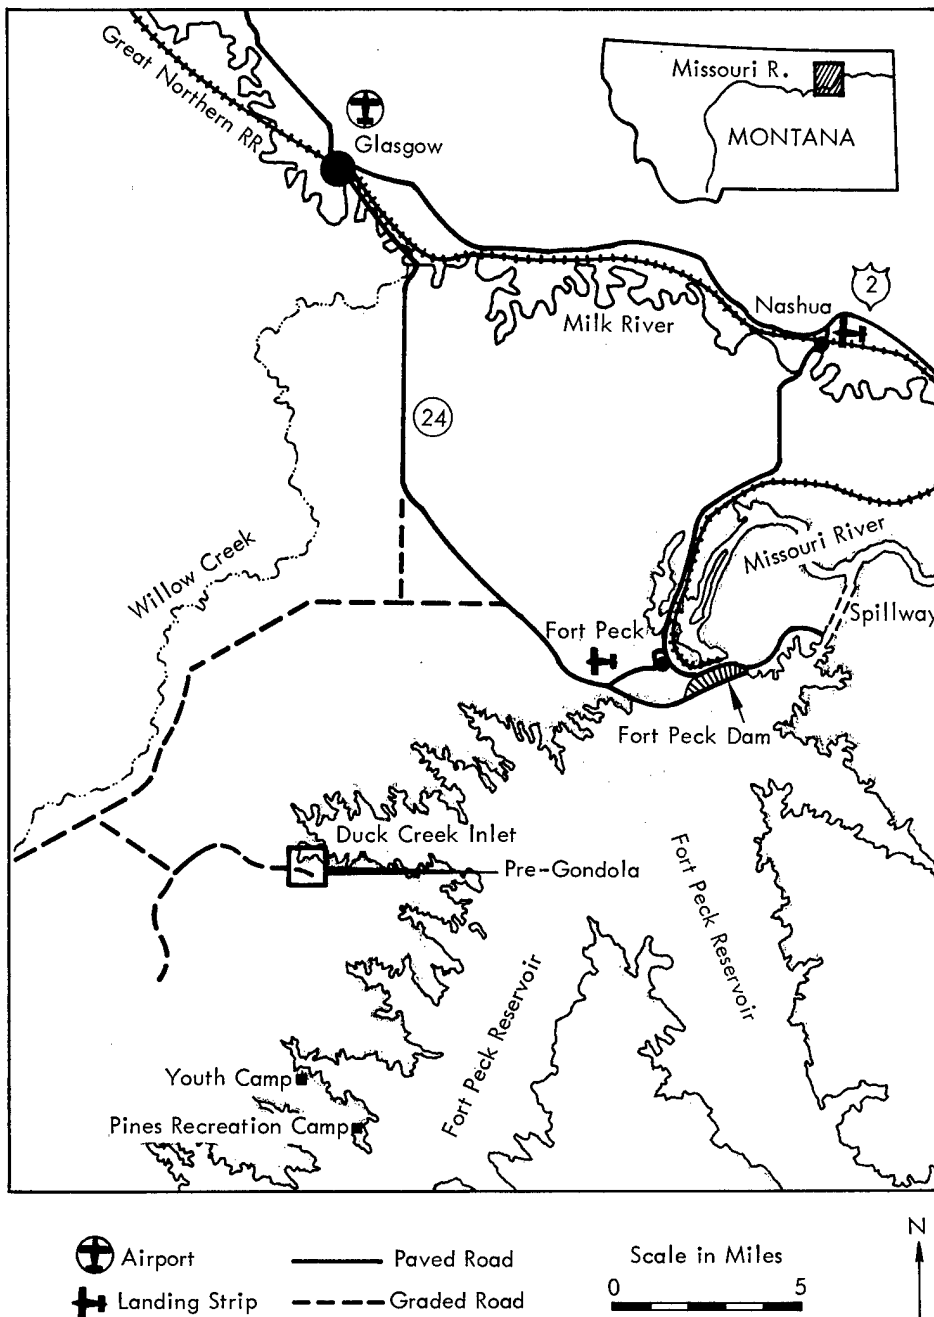 Great Northern RR
Glasgow
Missouri R.
MONTANA
2
Nashua
Milk River
24
Willow Creek
Missouri River
Spillway
Fort Peck
Fort Peck Dam
Duck Creek Inlet
Pre-Gondola
Fort Peck Reservoir
Fort Peck Reservoir
Youth Camp
Pines Recreation Camp
N
Airport
Paved Road
Scale in Miles
Landing Strip
Graded Road
0 5